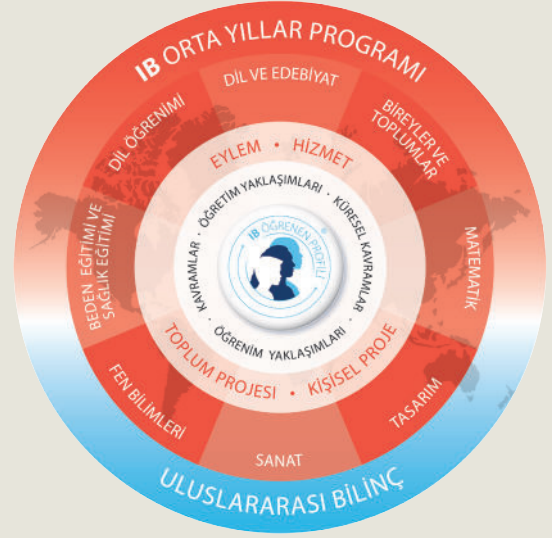 IB ORTA YILLAR PROGRAMI
DİL VE EDEBİYAT
BİREYLER VE
TOPLUMLAR
MATEMATİK
TASARIM
SANAT
FEN BİLİMLERİ
BEDEN EĞİTİMİ VE
SAĞLIK EĞİTİMİ
DİL ÖĞRENİMİ
EYLEM • HİZMET
TOPLUM PROJESI • KİŞİSEL PROJE
ÖĞRETİM YAKLAŞIMLARI · KÜRESEL KAVRAMLAR ·
ÖĞRENİM YAKLAŞIMLARI · KAVRAMLAR ·
IB ÖĞRENEN PROFİLİ ®
ULUSLARARASI BİLİNÇ